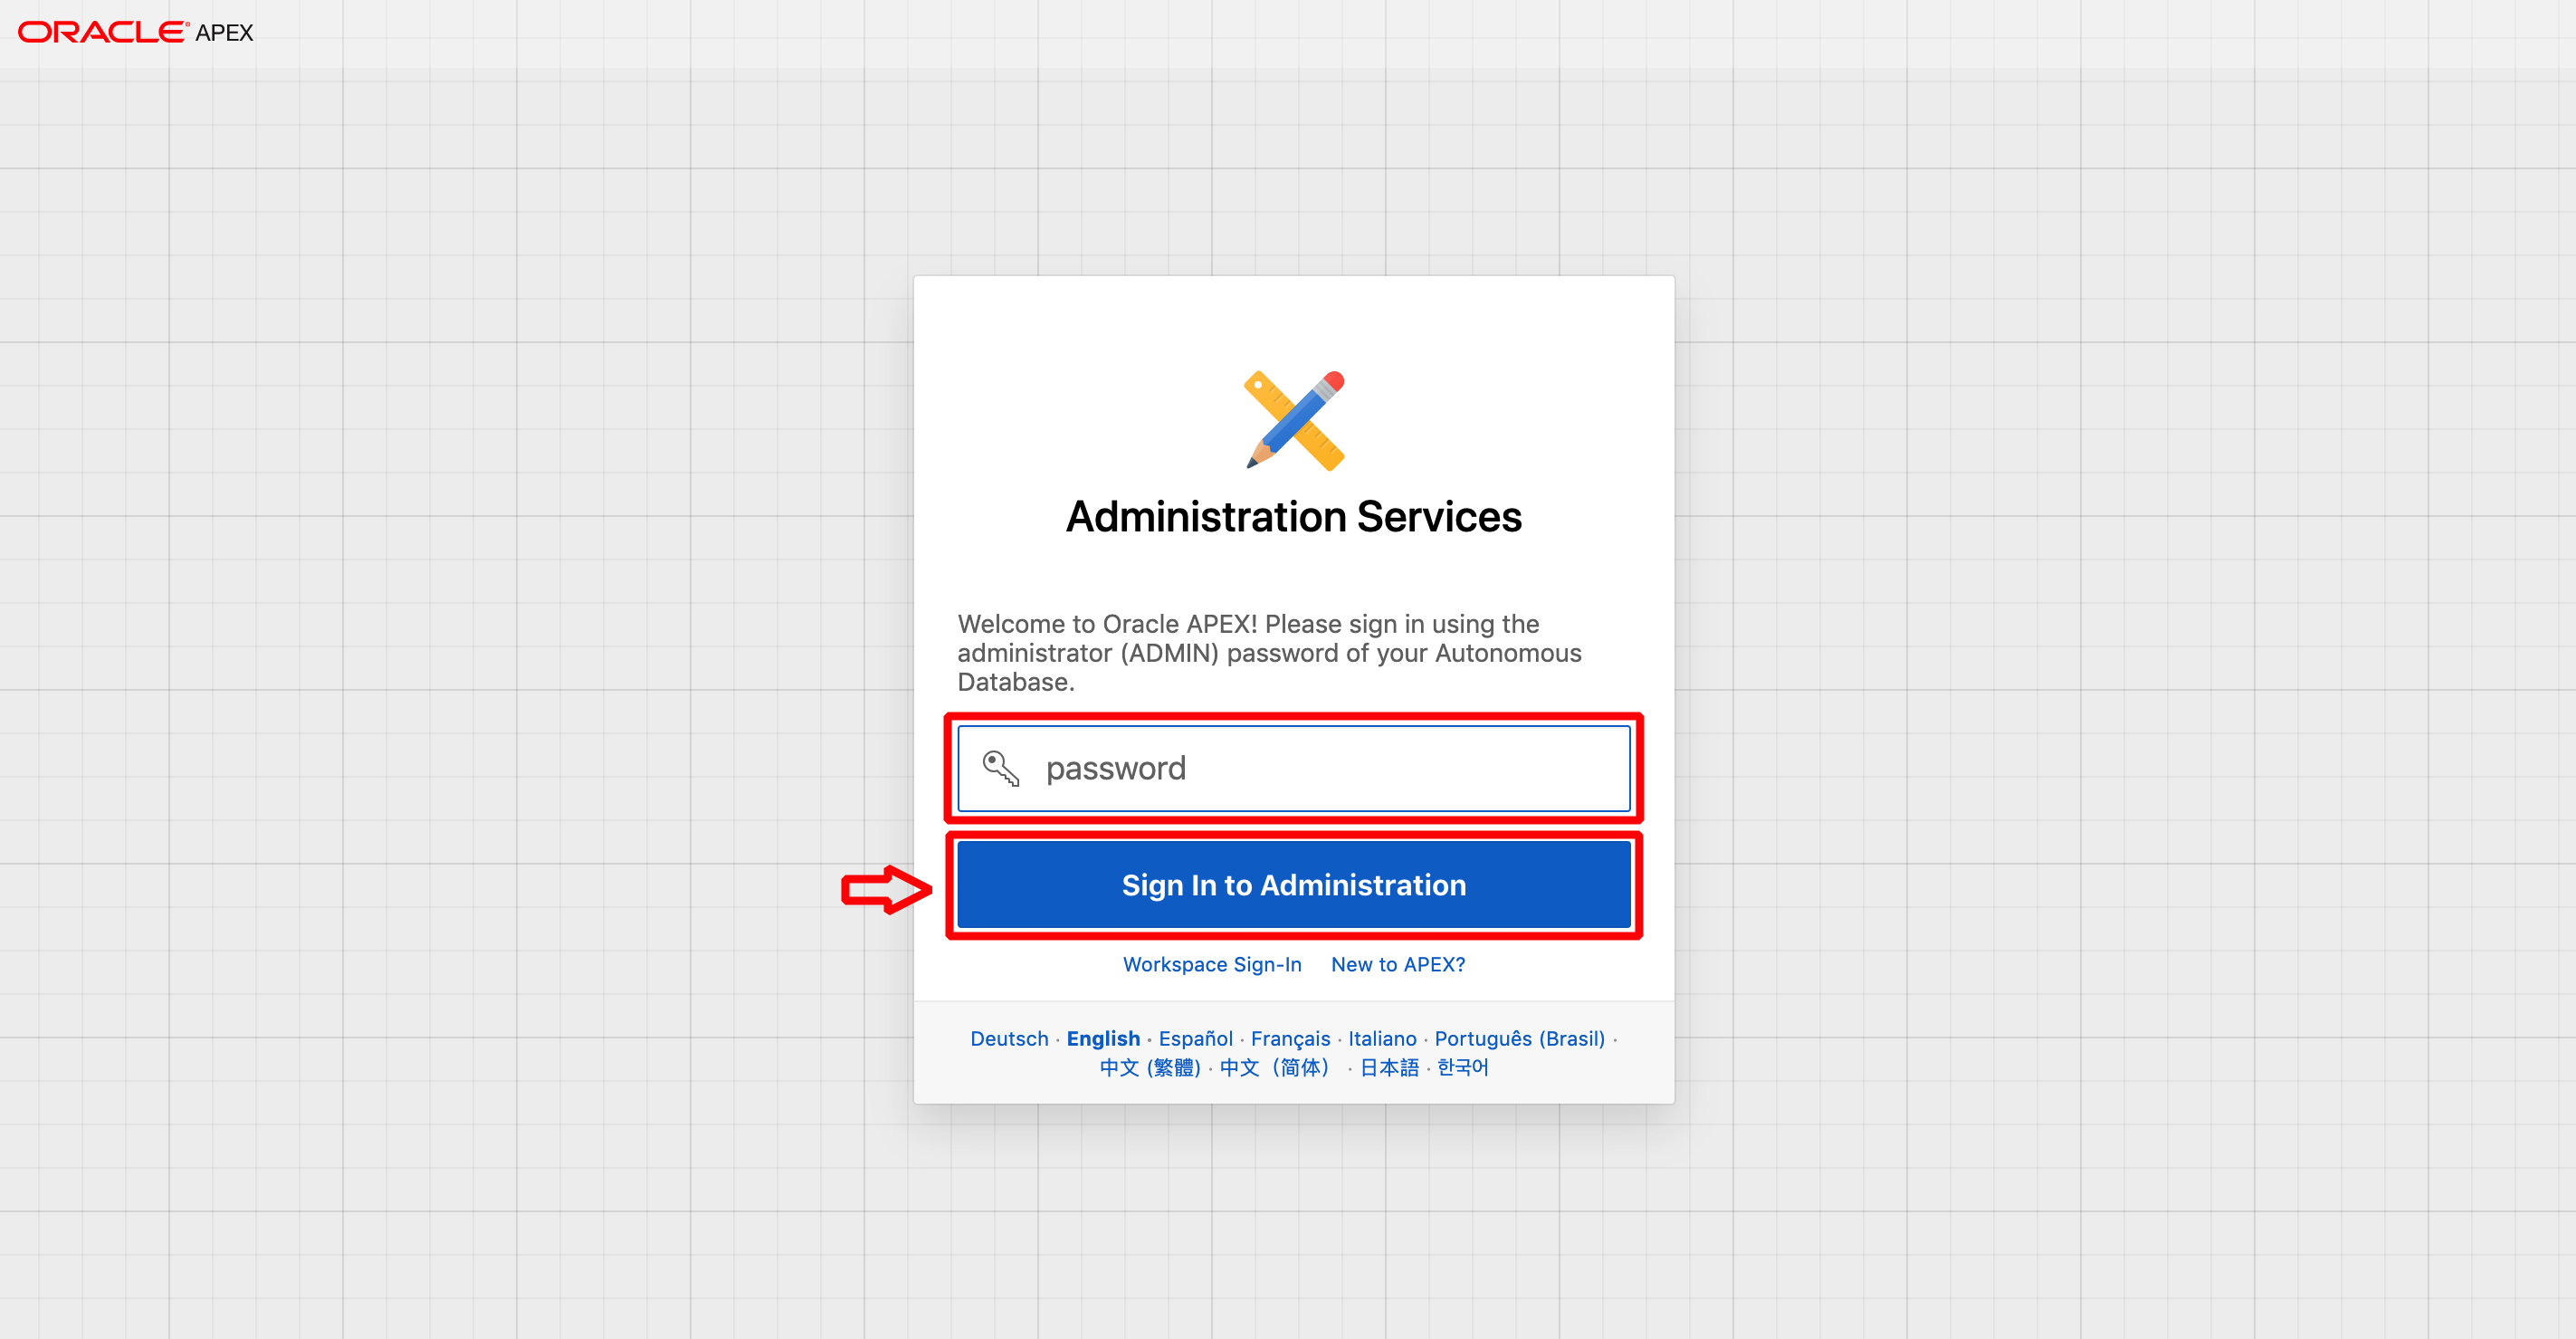 ORACLE® APEX
Administration Services
Welcome to Oracle APEX! Please sign in using the
administrator (ADMIN) password of your Autonomous
Database.
password
Sign In to Administration
Workspace Sign-In New to APEX?
Deutsch · English · Español · Français · Italiano · Português (Brasil) ·
中文 (繁體) · 中文（简体） · 日本語 · 한국어